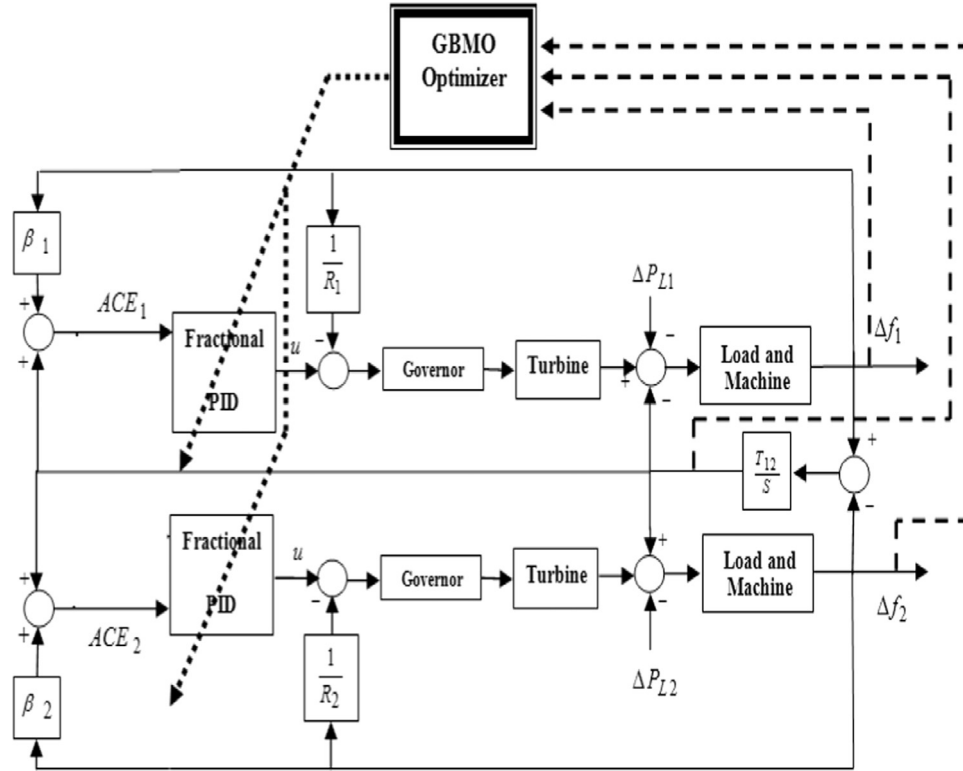 GBMO
Optimizer
β 1
1
R1
ΔPL1
+
ACE1
Fractional
PID
u
−
Governor
Turbine
+
−
−
Load and
Machine
Δf1
+
T12
S
+
−
Fractional
PID
u
−
Governor
Turbine
+
−
Load and
Machine
Δf2
+
+
ACE2
β 2
1
R2
ΔPL2